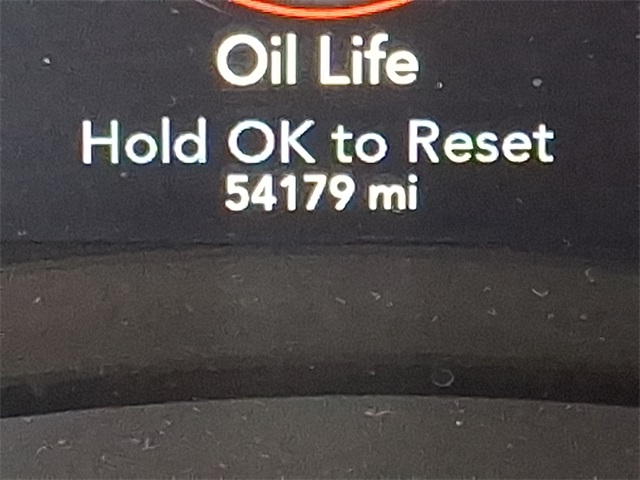 Oil Life
Hold OK to Reset
54179 mi